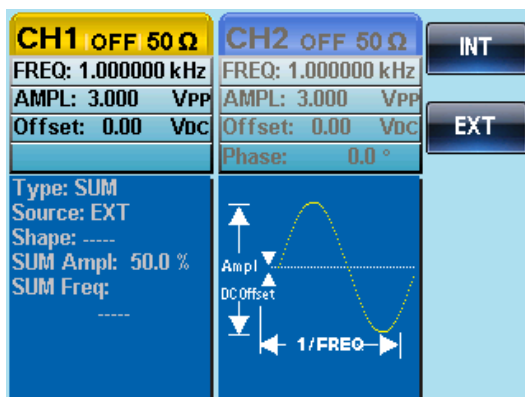 CH1 OFF 50 Ω
FREQ: 1.000000 kHz
AMPL: 3.000 VPP
Offset: 0.00 VDC
CH2 OFF 50 Ω
FREQ: 1.000000 kHz
AMPL: 3.000 VPP
Offset: 0.00 VDC
Phase: 0.0 °
INT
EXT
Type: SUM
Source: EXT
Shape: -----
SUM Ampl: 50.0 %
SUM Freq:
-----
Ampl
DC Offset
1/FREQ